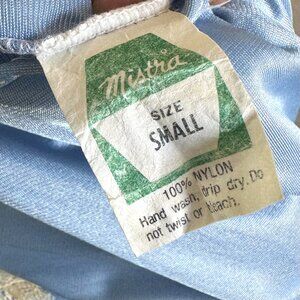 Mistra
SIZE
SMALL
100% NYLON
Hand wash, drip dry. Do
not twist or bleach.